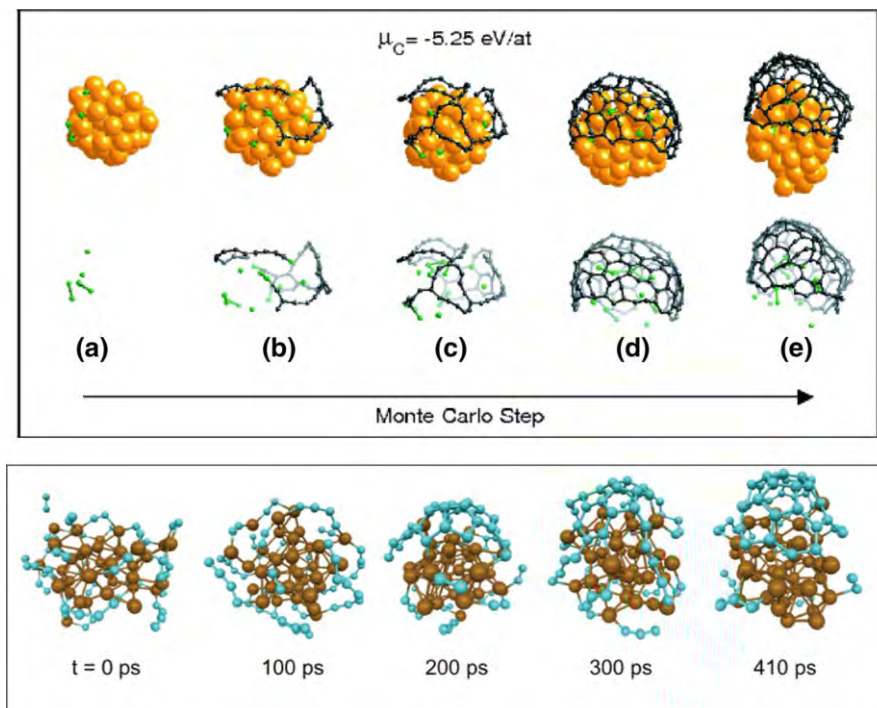 μC= -5.25 eV/at
(a) (b) (c) (d) (e)
Monte Carlo Step
t = 0 ps 100 ps 200 ps 300 ps 410 ps